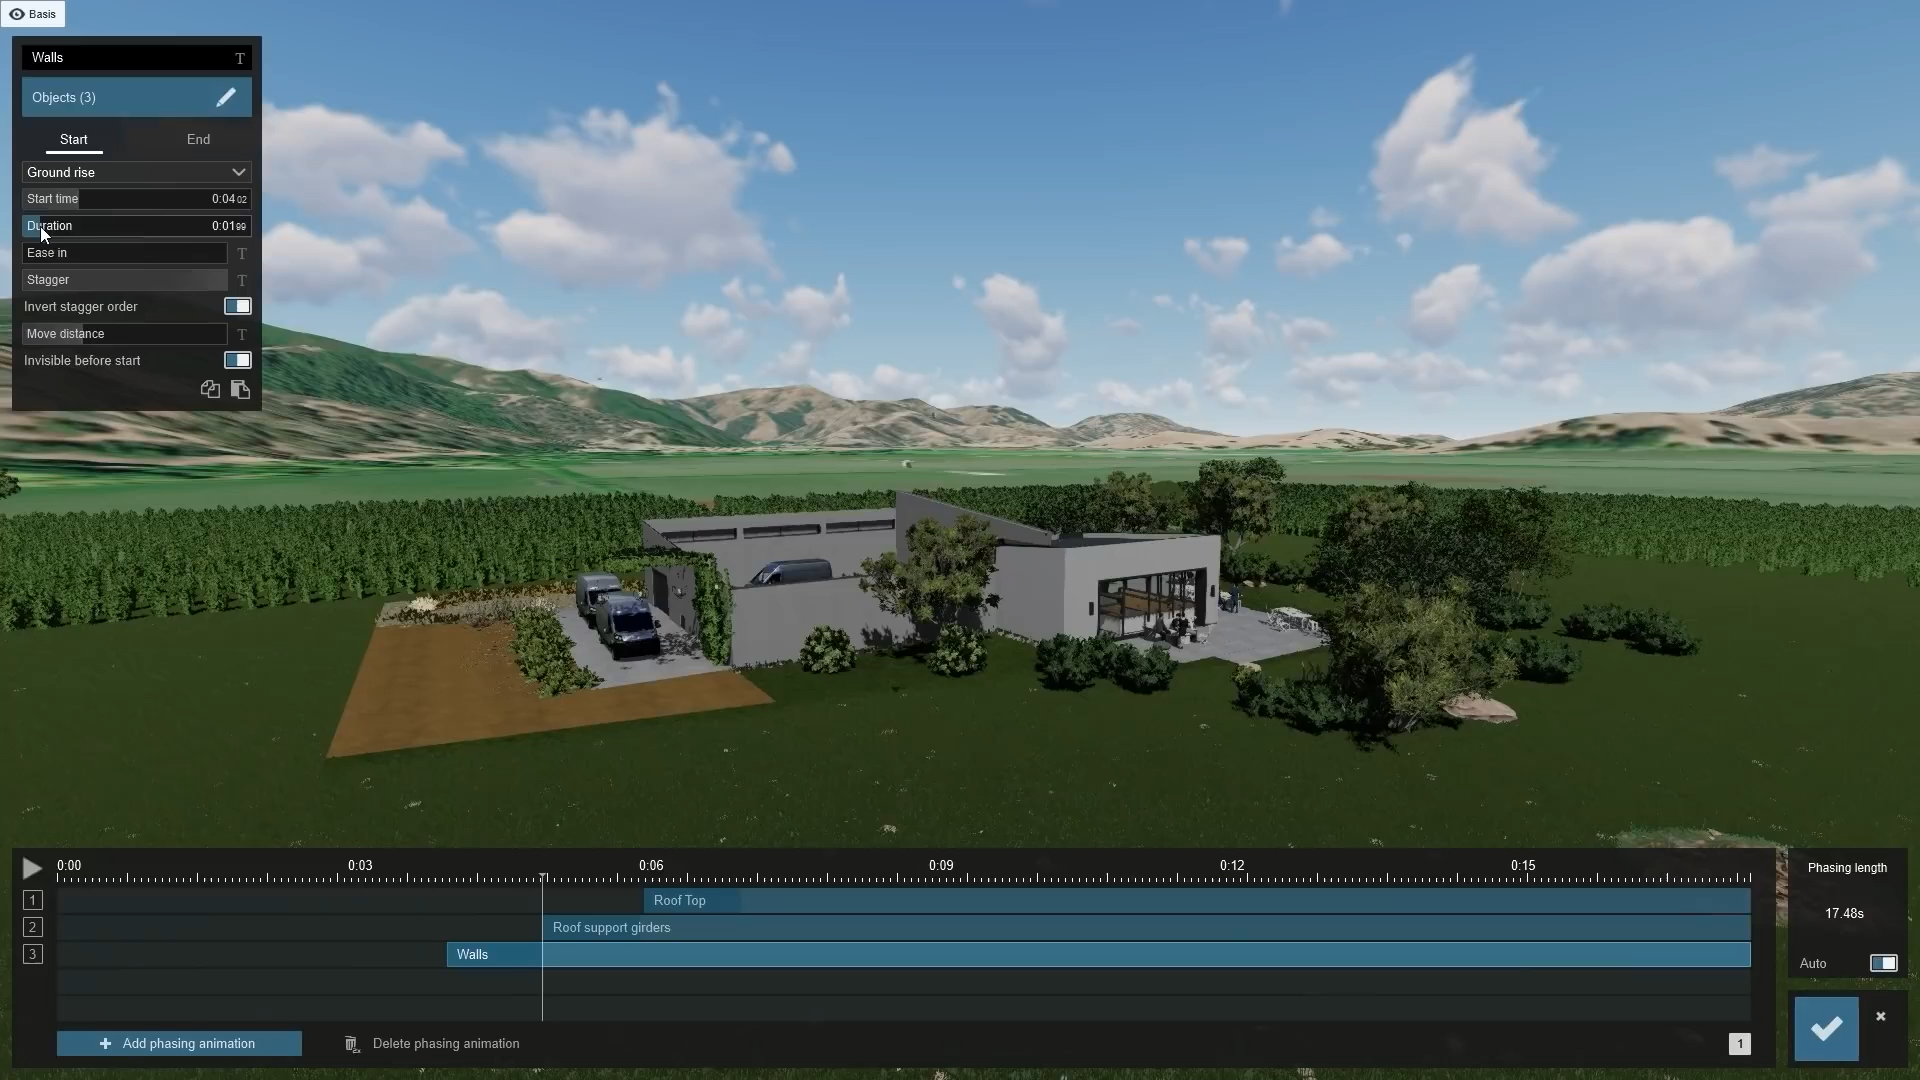 Basis
Walls T
Objects (3)
Start End
Ground rise
Start time 0:04 02
Duration 0:01 99
Ease in T
Stagger T
Invert stagger order
Move distance T
Invisible before start
0:00 0:03 0:06 0:09 0:12 0:15
1 Roof Top
2 Roof support girders
3 Walls
+ Add phasing animation
Delete phasing animation
1
Phasing length
17.48s
Auto